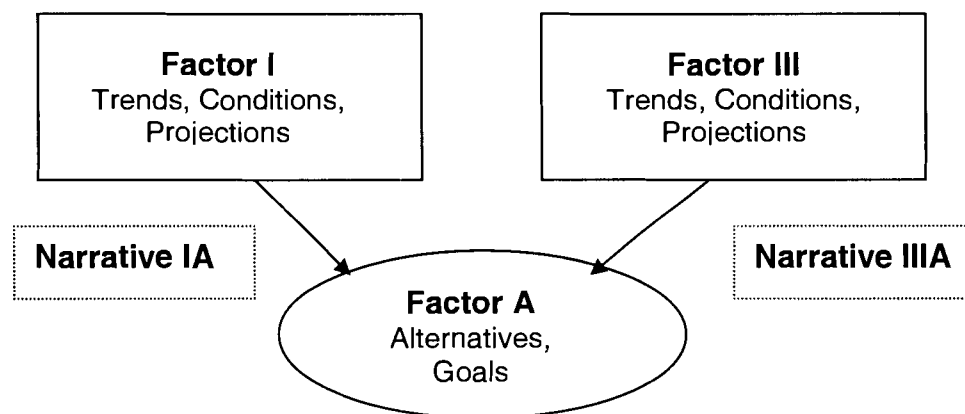 Factor I
Trends, Conditions,
Projections
Factor III
Trends, Conditions,
Projections
Narrative IA
Narrative IIIA
Factor A
Alternatives,
Goals